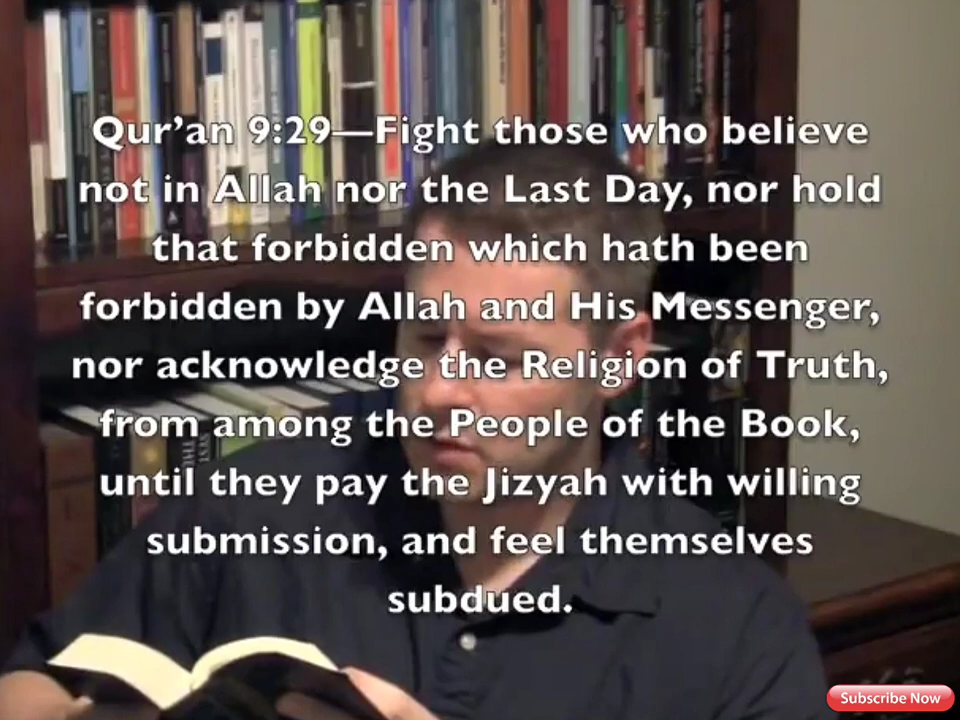 Qur’an 9:29—Fight those who believe
not in Allah nor the Last Day, nor hold
that forbidden which hath been
forbidden by Allah and His Messenger,
nor acknowledge the Religion of Truth,
from among the People of the Book,
until they pay the Jizyah with willing
submission, and feel themselves
subdued.
Subscribe Now